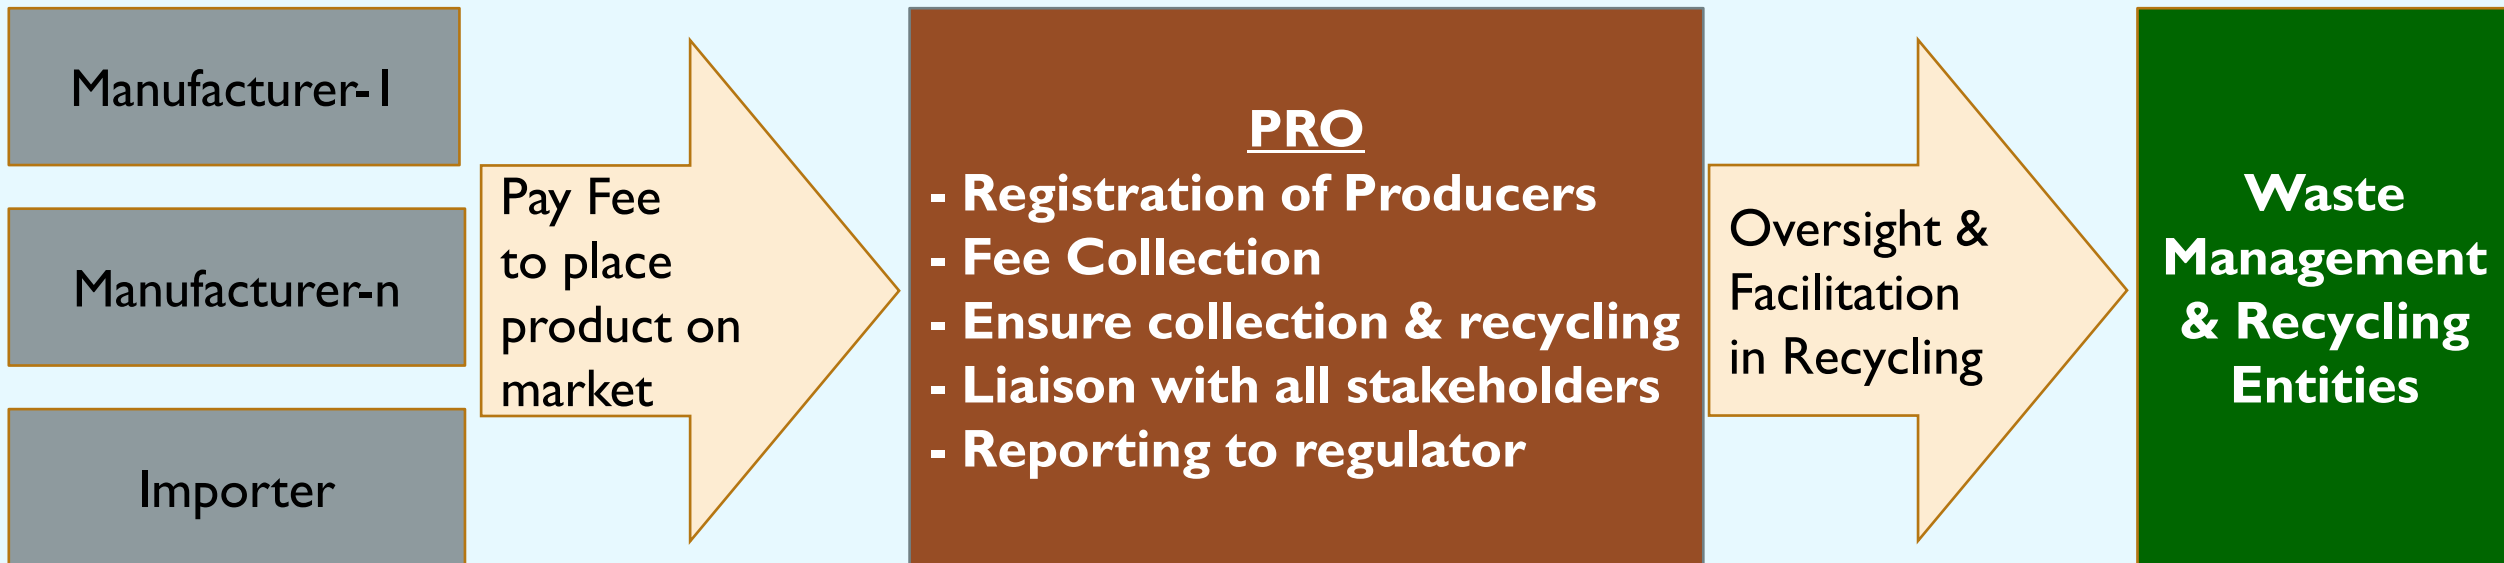 Manufacturer-1
Manufacturer-n
Importer
Pay Fee
to place
product on
market
PRO
- Registration of Producers
- Fee Collection
- Ensure collection & recycling
- Liaison with all stakeholders
- Reporting to regulator
Oversight &
Facilitation
in Recycling
Waste
Mangement
& Recycling
Entities